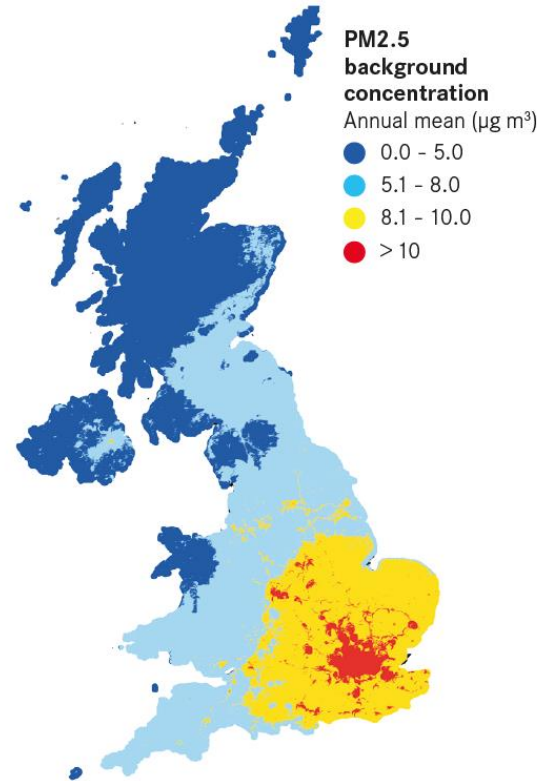 PM2.5
background
concentration
Annual mean (µg m³)
0.0 - 5.0
5.1 - 8.0
8.1 - 10.0
> 10